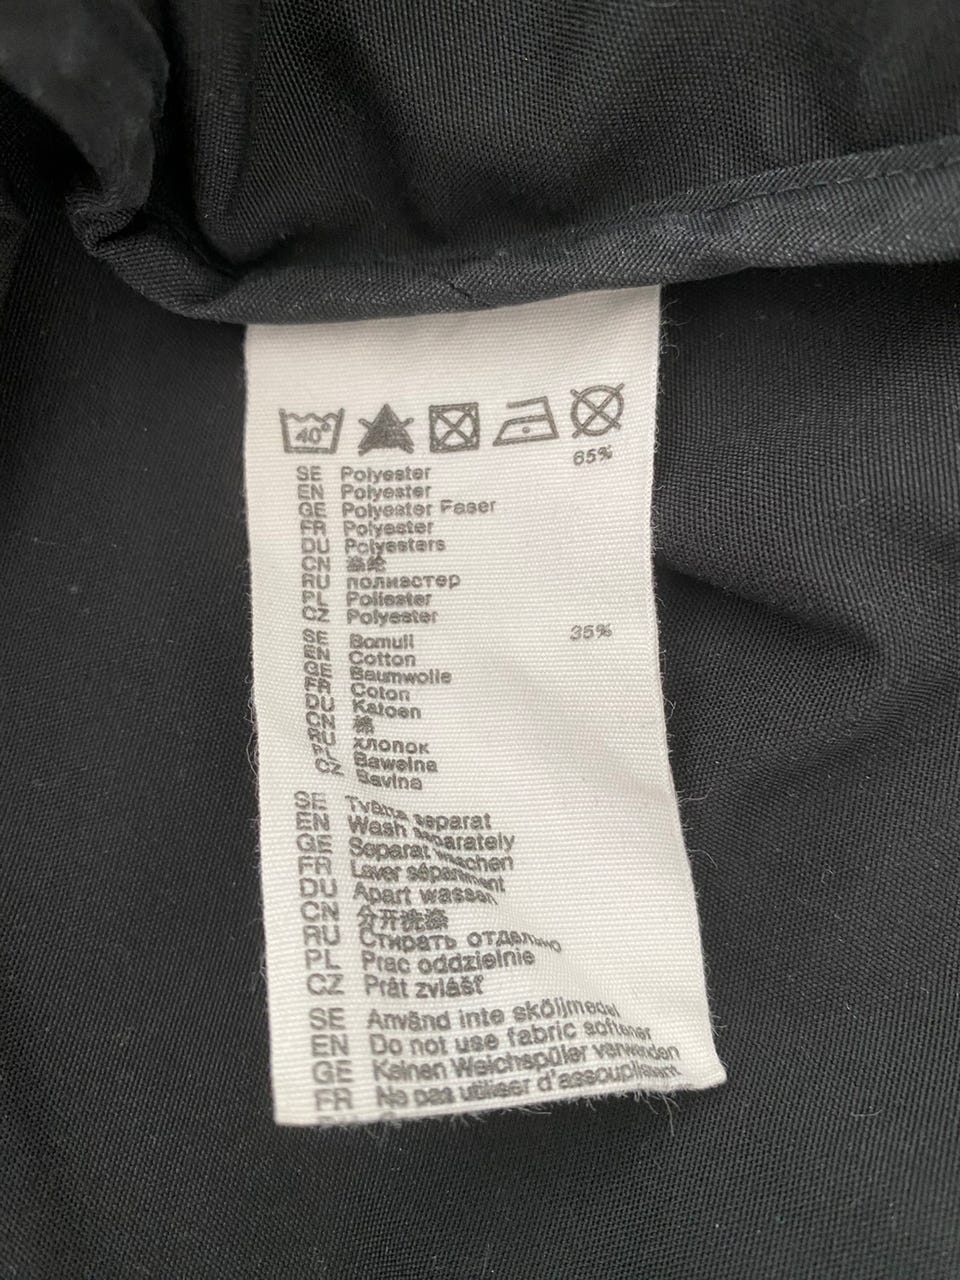 40°
65%
SE Polyester
EN Polyester
GE Polyester Faser
FR Polyester
DU Polyesters
CN 涤纶
RU полиэстер
PL Poliester
CZ Polyester
35%
SE Bomull
EN Cotton
GE Baumwolle
FR Coton
DU Katoen
CN 棉
RU хлопок
PL Bawelna
CZ Bavlna
SE Tvätta separat
EN Wash separately
GE Separat waschen
FR Laver séparément
DU Apart wassen
CN 分开洗涤
RU Стирать отдельно
PL Prac oddzielnie
CZ Prát zvlášť
SE Använd inte sköljmedel
EN Do not use fabric softener
GE Keinen Weichspüler verwenden
FR Ne pas utiliser d'assouplissant